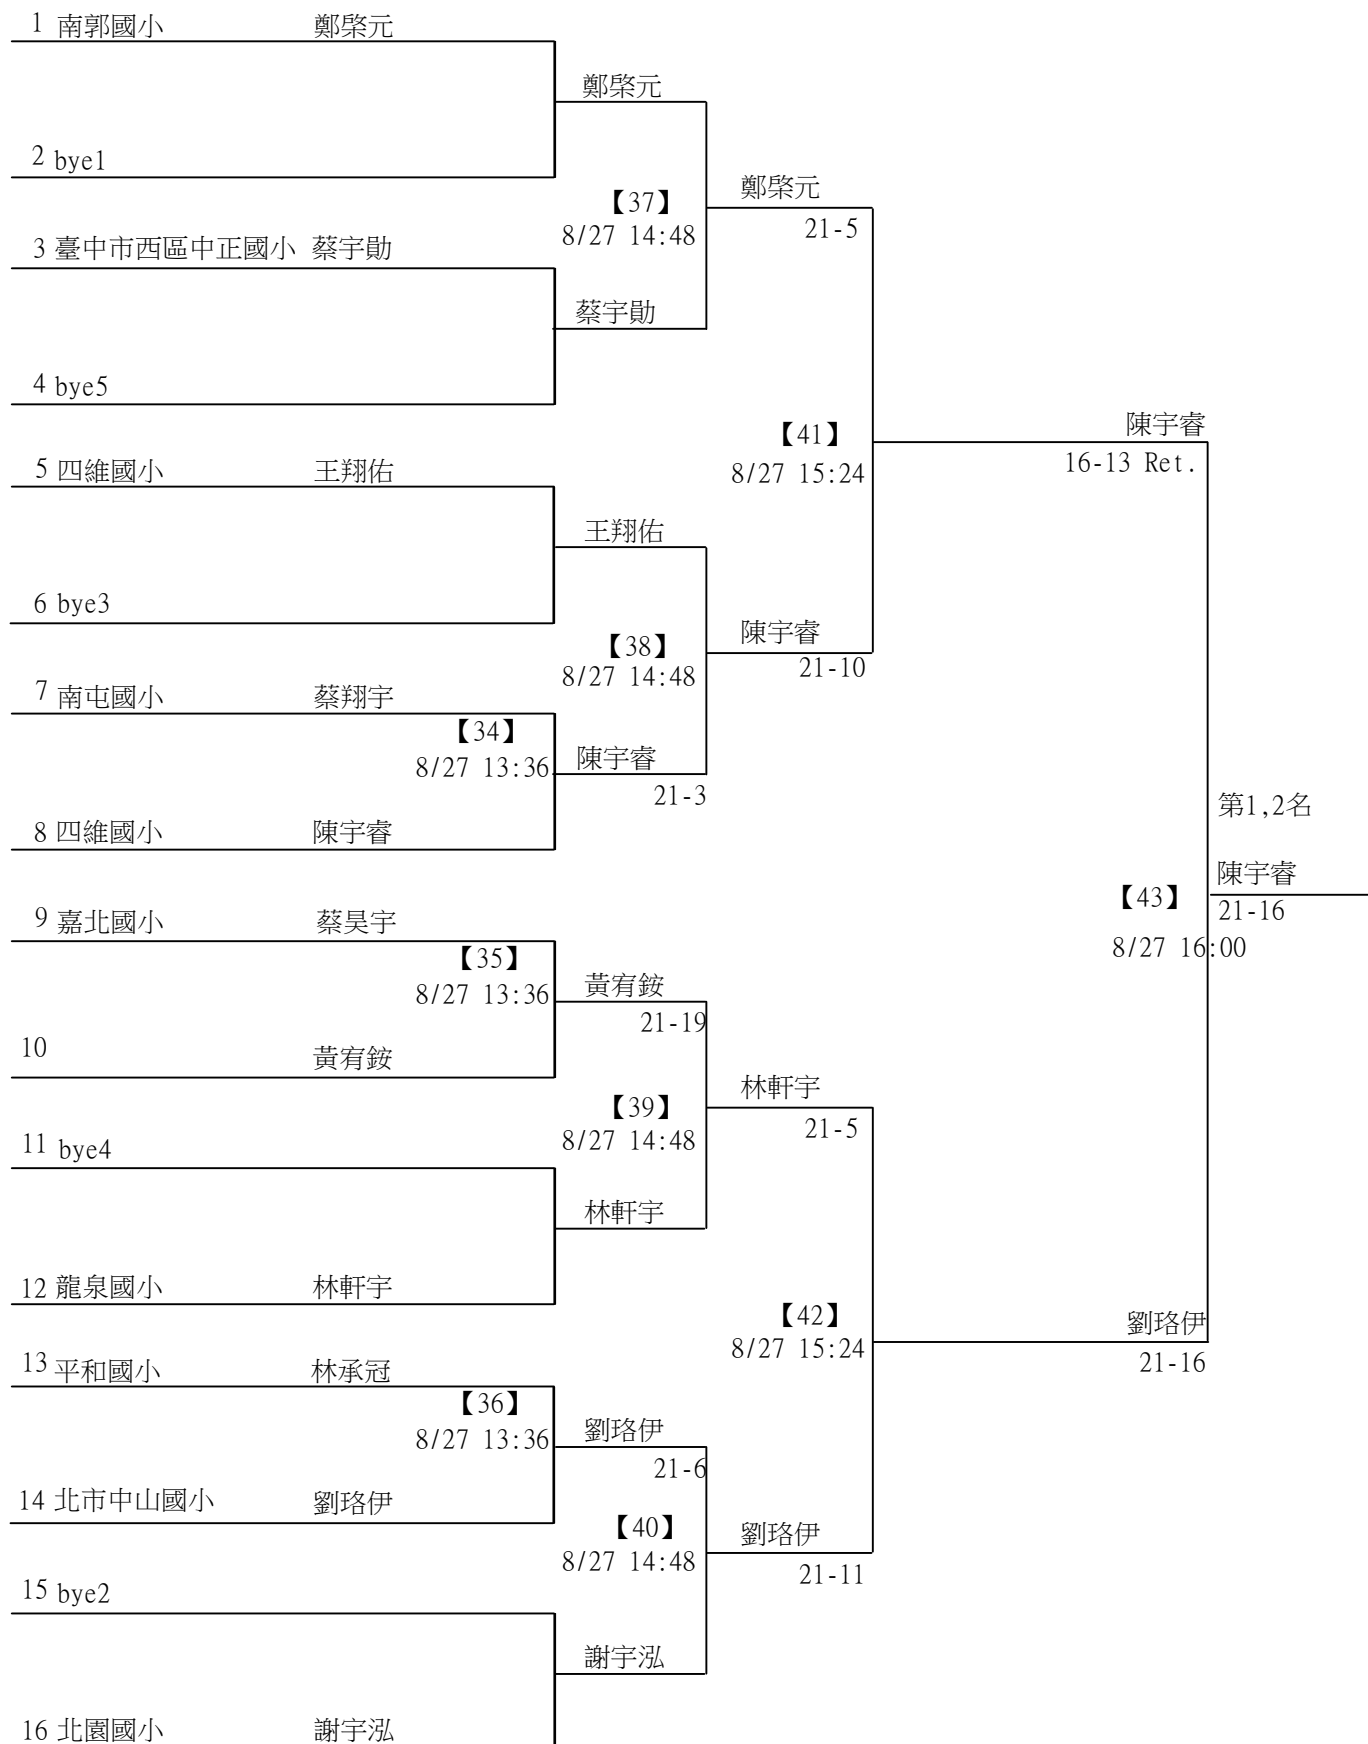 1 南郭國小 鄭棨元
鄭棨元
2 bye1
鄭棨元
【37】
8/27 14:48
21-5
3 臺中市西區中正國小 蔡宇勛
蔡宇勛
4 bye5
陳宇睿
【41】
8/27 15:24
16-13 Ret.
5 四維國小 王翔佑
王翔佑
6 bye3
陳宇睿
【38】
8/27 14:48
21-10
7 南屯國小 蔡翔宇
【34】
8/27 13:36
陳宇睿
21-3
8 四維國小 陳宇睿
第1,2名
陳宇睿
【43】
21-16
8/27 16:00
9 嘉北國小 蔡昊宇
【35】
8/27 13:36
黃宥銨
21-19
10 黃宥銨
林軒宇
【39】
8/27 14:48
21-5
11 bye4
林軒宇
12 龍泉國小 林軒宇
【42】
8/27 15:24
劉珞伊
21-16
13 平和國小 林承冠
【36】
8/27 13:36
劉珞伊
21-6
14 北市中山國小 劉珞伊
【40】
8/27 14:48
劉珞伊
21-11
15 bye2
謝宇泓
16 北園國小 謝宇泓